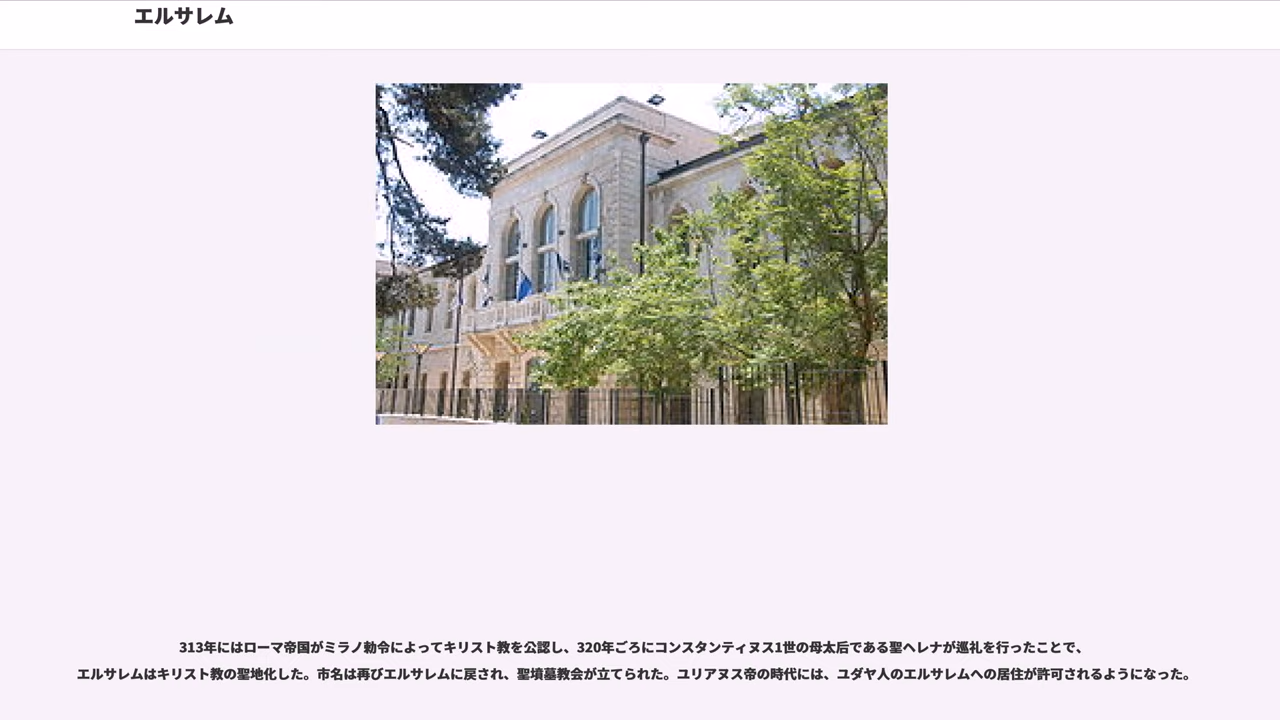 エルサレム
313年にはローマ帝国がミラノ勅令によってキリスト教を公認し、320年ごろにコンスタンティヌス1世の母太后である聖ヘレナが巡礼を行ったことで、
エルサレムはキリスト教の聖地化した。市名は再びエルサレムに戻され、聖墳墓教会が立てられた。ユリアヌス帝の時代には、ユダヤ人のエルサレムへの居住が許可されるようになった。